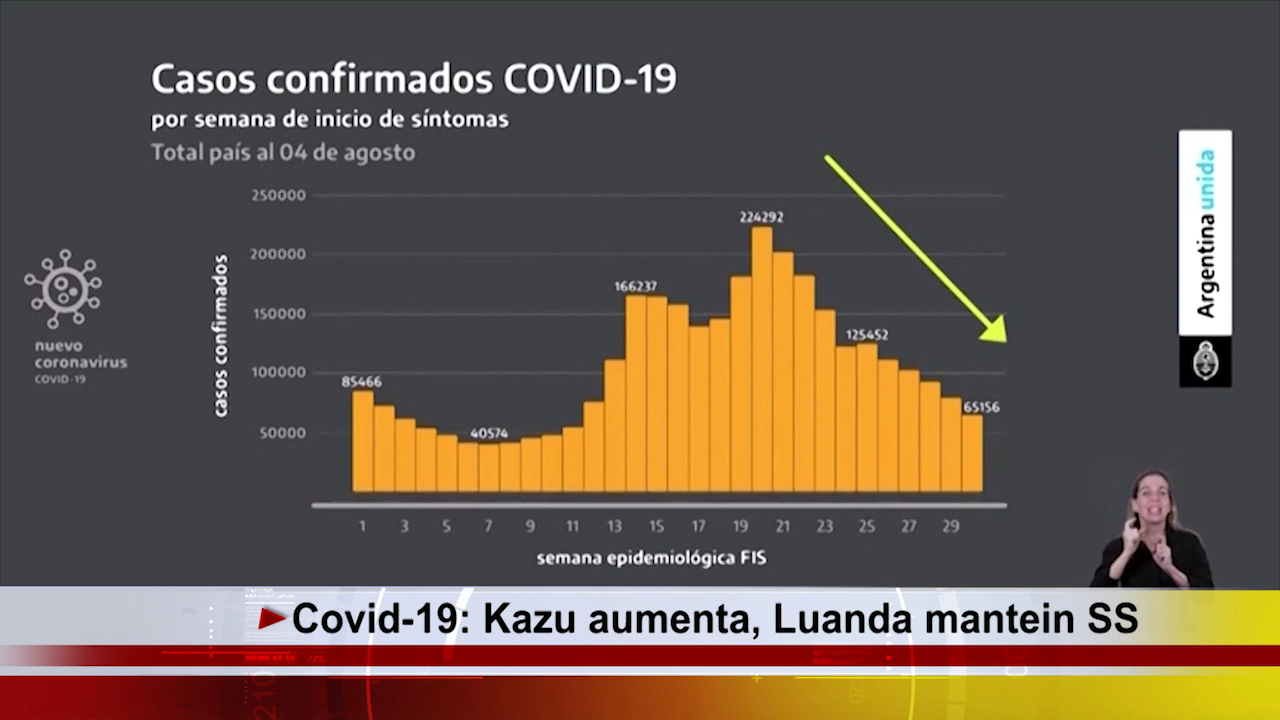 Casos confirmados COVID-19
por semana de inicio de síntomas
Total país al 04 de agosto
250000
200000
150000
100000
50000
casos confirmados
85466
40574
166237
224292
125452
65156
1 3 5 7 9 11 13 15 17 19 21 23 25 27 29
semana epidemiológica FIS
nuevo
coronavirus
COVID-19
Argentina unida
Covid-19: Kazu aumenta, Luanda mantein SS